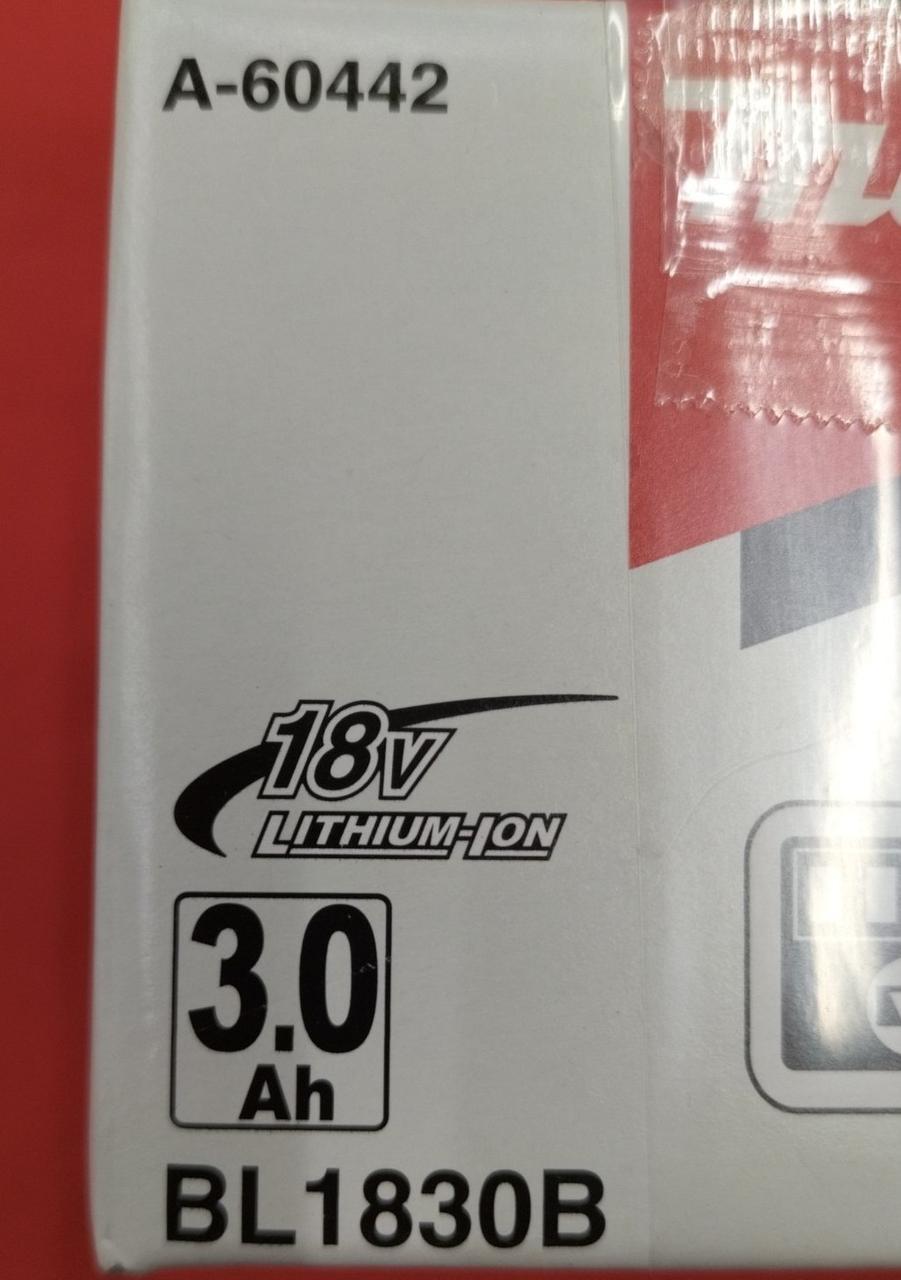 A-60442
18V
LITHIUM-ION
3.0
Ah
BL1830B